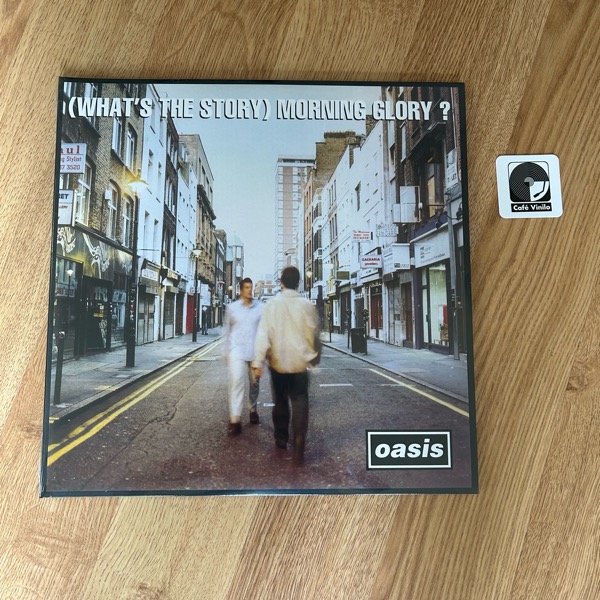 (WHAT'S THE STORY) MORNING GLORY ?
oasis
Café Vinilo